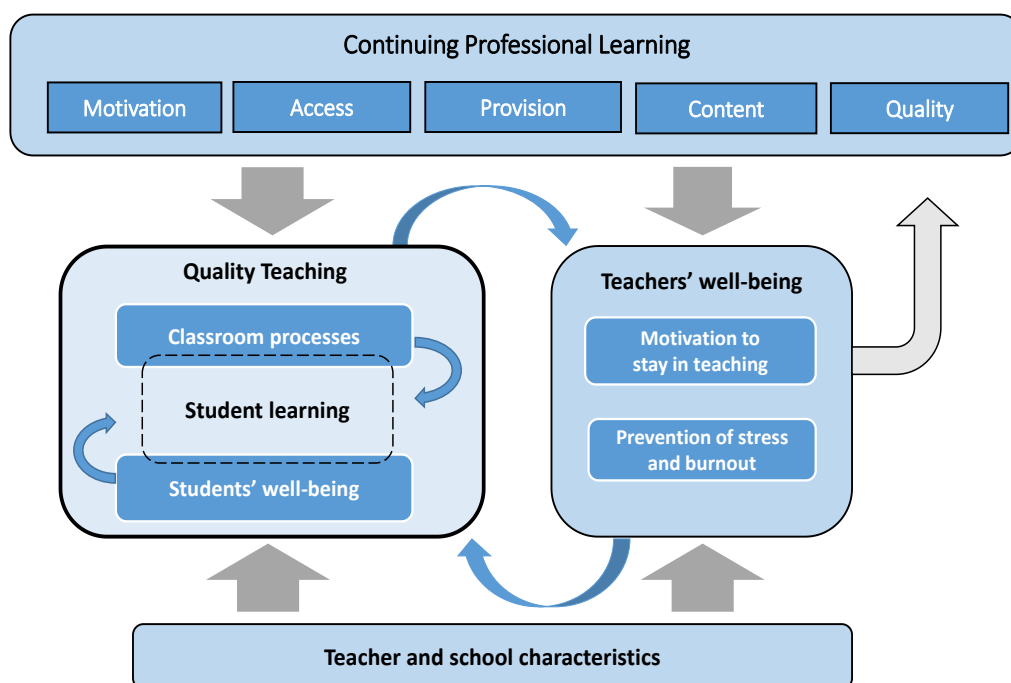 Continuing Professional Learning
Motivation
Access
Provision
Content
Quality
Quality Teaching
Classroom processes
Student learning
Students’ well-being
Teachers’ well-being
Motivation to
stay in teaching
Prevention of stress
and burnout
Teacher and school characteristics